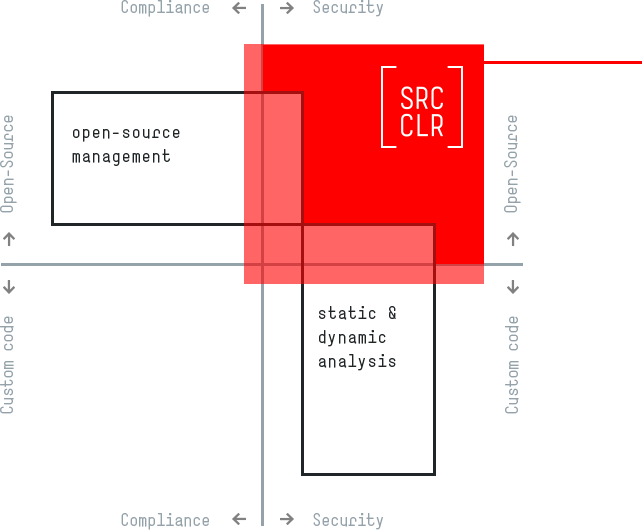 Compliance ← → Security
SRC
CLR
open-source
management
Open-Source
Open-Source
↑
↑
↓
↓
static &
dynamic
analysis
Custom code
Custom code
Compliance ← → Security